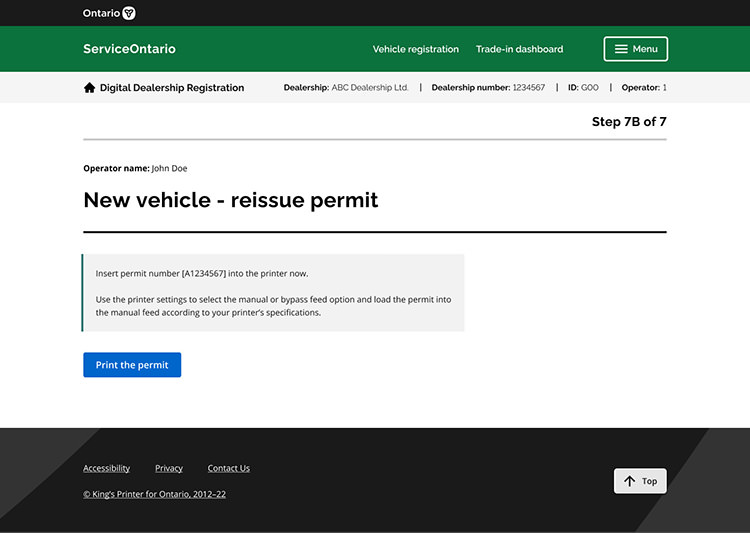 Ontario
ServiceOntario Vehicle registration Trade-in dashboard Menu
Digital Dealership Registration Dealership: ABC Dealership Ltd. | Dealership number: 1234567 | ID: G00 | Operator: 1
Step 7B of 7
Operator name: John Doe
New vehicle - reissue permit
Insert permit number [A1234567] into the printer now.
Use the printer settings to select the manual or bypass feed option and load the permit into
the manual feed according to your printer's specifications.
Print the permit
Accessibility Privacy Contact Us
Top
© King's Printer for Ontario, 2012–22